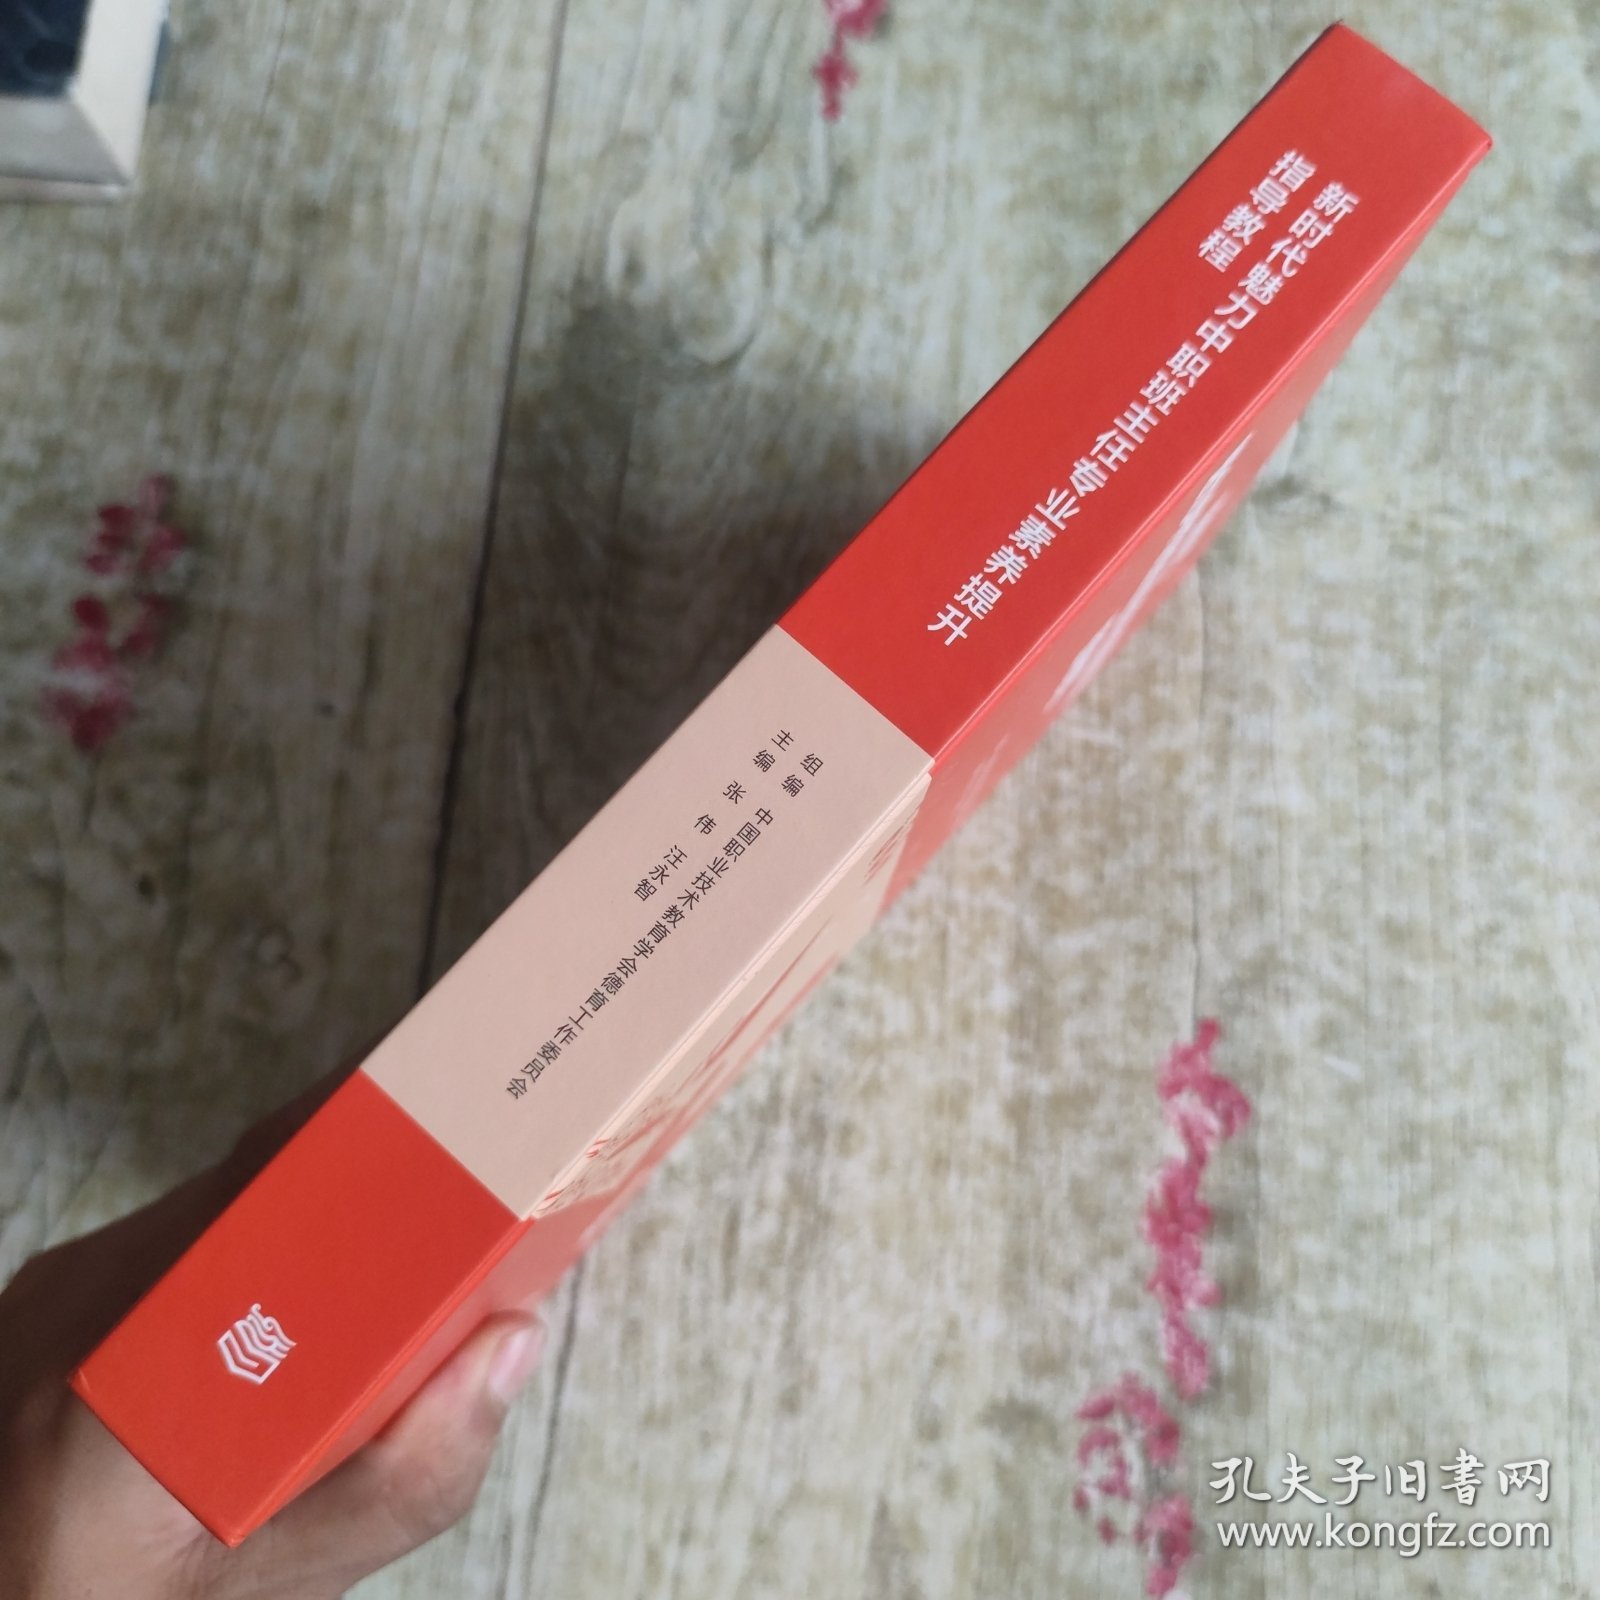 新时代魅力中职班主任专业素养提升
指导教程
组编 中国职业技术教育学会德育工作委员会
主编 张伟 汪永智
孔夫子旧书网
www.kongfz.com